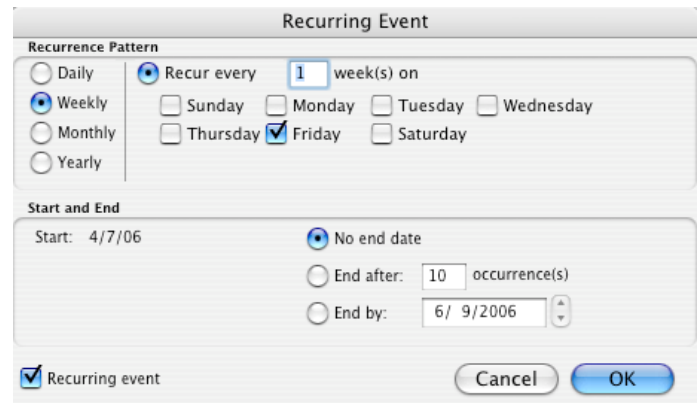 Recurring Event
Recurrence Pattern
Daily
Weekly
Monthly
Yearly
Recur every 1 week(s) on
Sunday Monday Tuesday Wednesday
Thursday Friday Saturday
Start and End
Start: 4/7/06
No end date
End after: 10 occurrence(s)
End by: 6/ 9/2006
Recurring event
Cancel OK